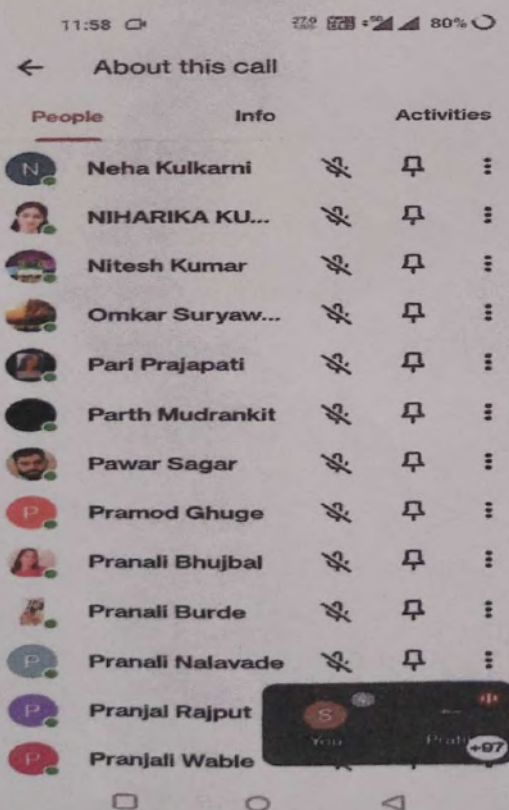 11:58 80%
← About this call
People Info Activities
N Neha Kulkarni
NIHARIKA KU...
Nitesh Kumar
Omkar Suryaw...
Pari Prajapati
Parth Mudrankit
Pawar Sagar
P Pramod Ghuge
Pranali Bhujbal
Pranali Burde
P Pranali Nalavade
P Pranjal Rajput
P Pranjali Wable
S
You
+97